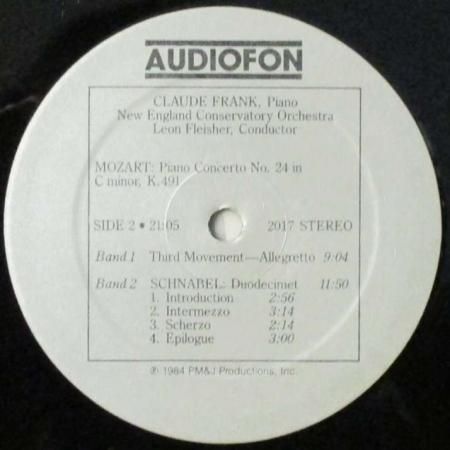 AUDIOFON
CLAUDE FRANK, Piano
New England Conservatory Orchestra
Leon Fleisher, Conductor
MOZART: Piano Concerto No. 24 in
C minor, K.491
SIDE 2 • 21:05 2017 STEREO
Band 1 Third Movement—Allegretto 9:04
Band 2 SCHNABEL: Duodecimet 11:50
1. Introduction 2:56
2. Intermezzo 3:14
3. Scherzo 2:14
4. Epilogue 3:00
℗ 1984 PM&J Productions, Inc.